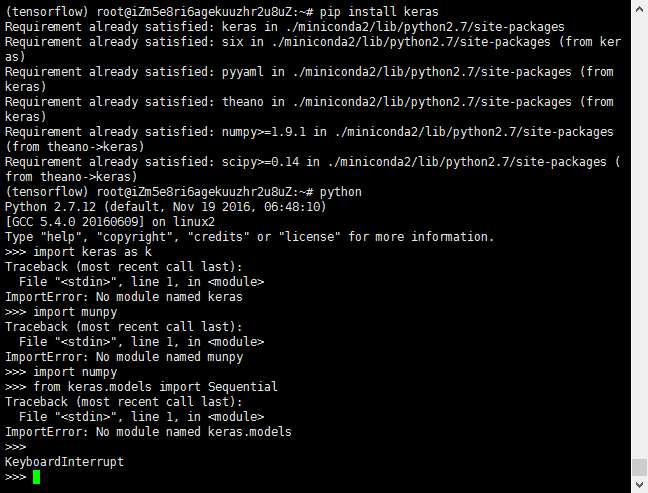 (tensorflow) root@iZm5e8ri6agekuuzhr2u8uZ:~# pip install keras
Requirement already satisfied: keras in ./miniconda2/lib/python2.7/site-packages
Requirement already satisfied: six in ./miniconda2/lib/python2.7/site-packages (from ker
as)
Requirement already satisfied: pyyaml in ./miniconda2/lib/python2.7/site-packages (from
keras)
Requirement already satisfied: theano in ./miniconda2/lib/python2.7/site-packages (from
keras)
Requirement already satisfied: numpy>=1.9.1 in ./miniconda2/lib/python2.7/site-packages
(from theano->keras)
Requirement already satisfied: scipy>=0.14 in ./miniconda2/lib/python2.7/site-packages (
from theano->keras)
(tensorflow) root@iZm5e8ri6agekuuzhr2u8uZ:~# python
Python 2.7.12 (default, Nov 19 2016, 06:48:10)
[GCC 5.4.0 20160609] on linux2
Type "help", "copyright", "credits" or "license" for more information.
>>> import keras as k
Traceback (most recent call last):
  File "<stdin>", line 1, in <module>
ImportError: No module named keras
>>> import munpy
Traceback (most recent call last):
  File "<stdin>", line 1, in <module>
ImportError: No module named munpy
>>> import numpy
>>> from keras.models import Sequential
Traceback (most recent call last):
  File "<stdin>", line 1, in <module>
ImportError: No module named keras.models
>>>
KeyboardInterrupt
>>>